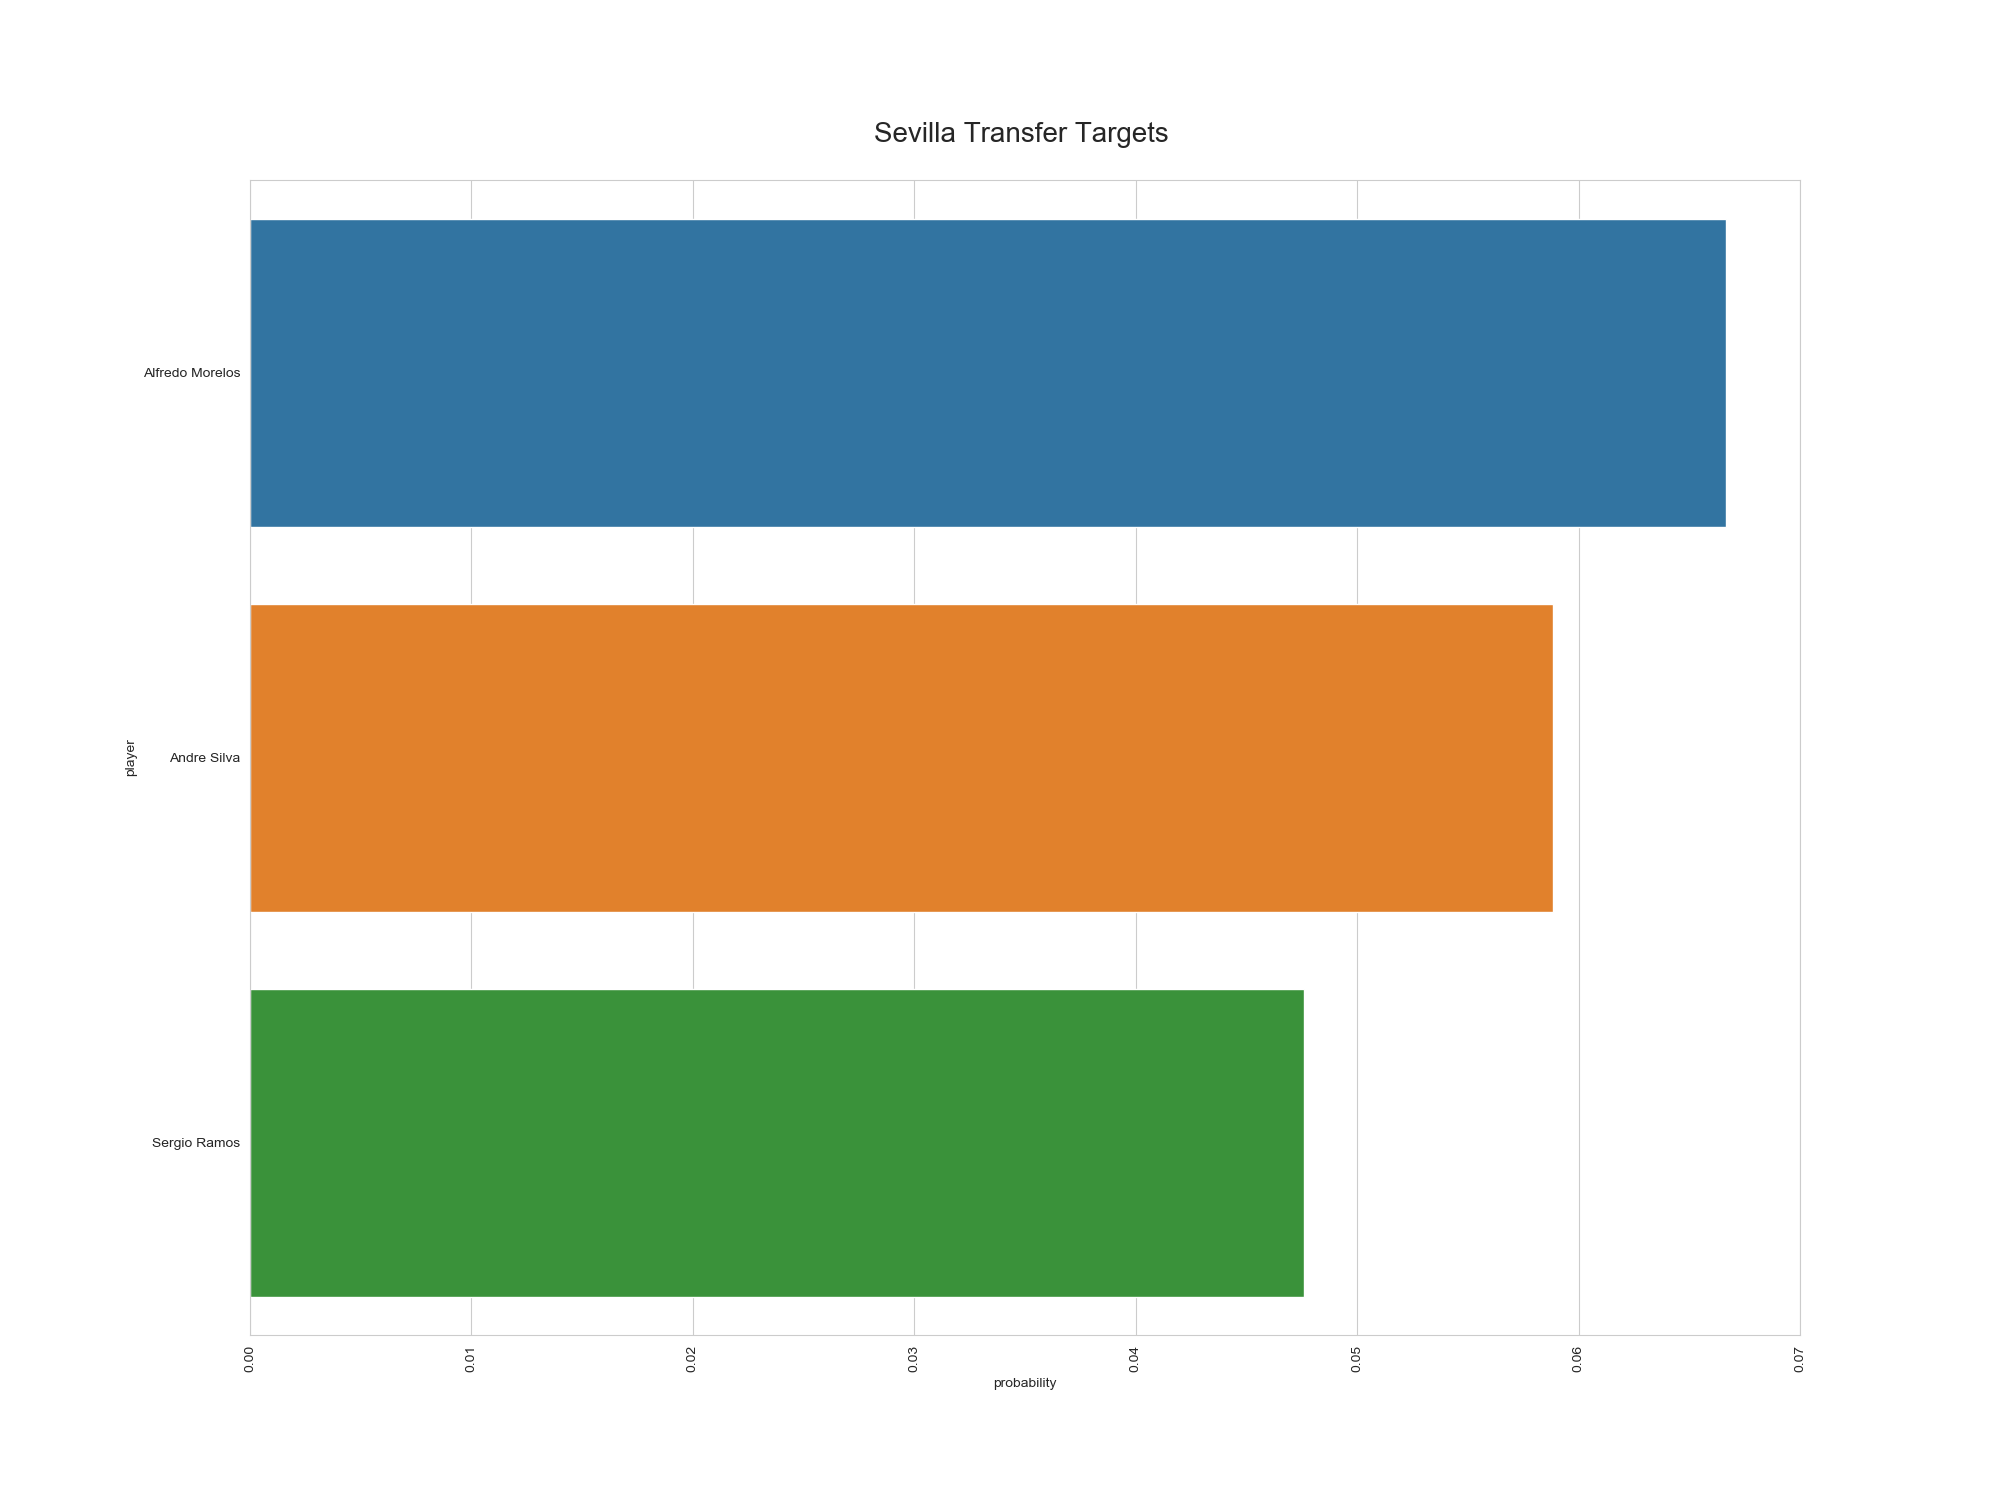 Sevilla Transfer Targets
Alfredo Morelos
Andre Silva
Sergio Ramos
player
0.00
0.01
0.02
0.03
0.04
0.05
0.06
0.07
probability